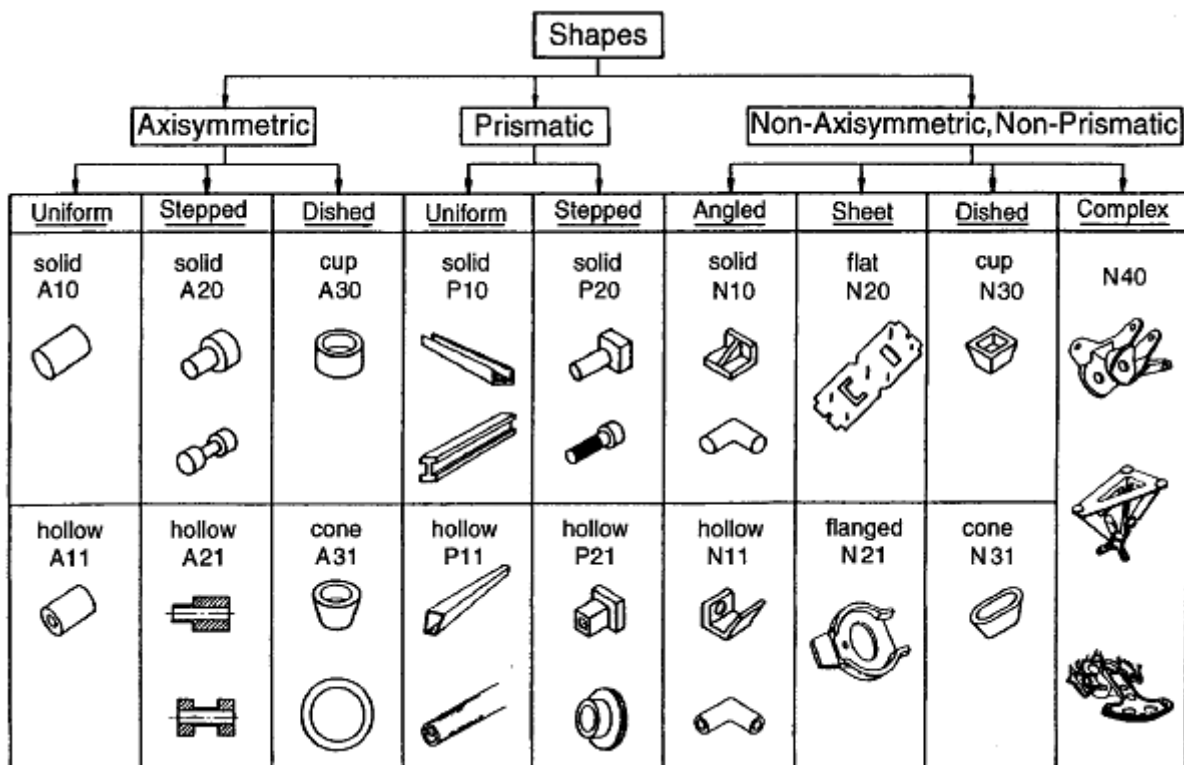 Shapes
Axisymmetric
Prismatic
Non-Axisymmetric, Non-Prismatic
Uniform
Stepped
Dished
Uniform
Stepped
Angled
Sheet
Dished
Complex
solid
A10
solid
A20
cup
A30
solid
P10
solid
P20
solid
N10
flat
N20
cup
N30
N40
hollow
A11
hollow
A21
cone
A31
hollow
P11
hollow
P21
hollow
N11
flanged
N21
cone
N31